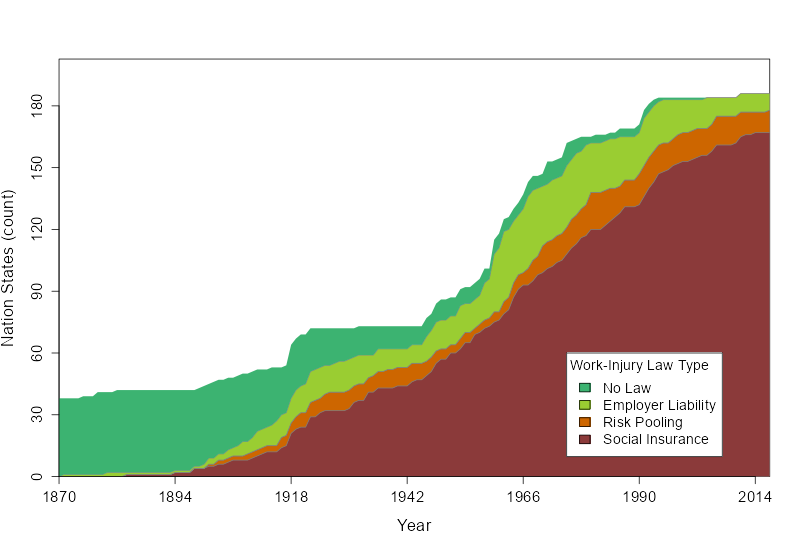 Nation States (count)
180
150
120
90
60
30
0
Work-Injury Law Type
No Law
Employer Liability
Risk Pooling
Social Insurance
1870 1894 1918 1942 1966 1990 2014
Year